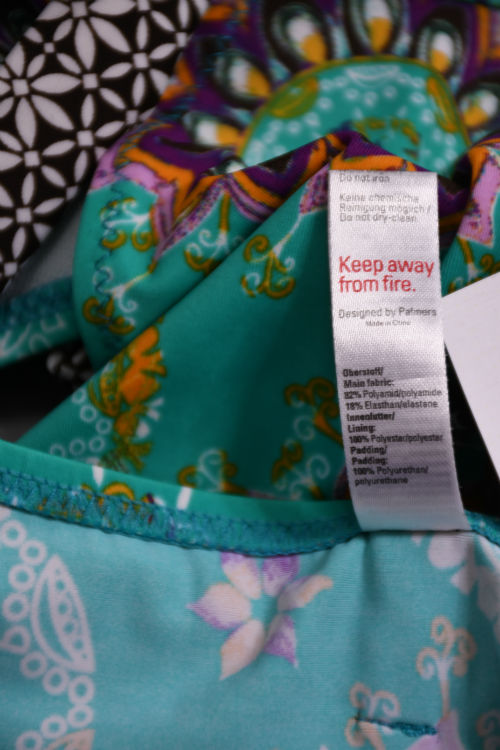 Do not iron
Keine chemische
Reinigung möglich /
Do not dry-clean
Keep away
from fire.
Designed by Palmers
Made in China
Oberstoff/
Main fabric:
82% Polyamid/polyamide
18% Elasthan/elastane
Innenfutter/
Lining:
100% Polyester/polyester
Padding/
Padding:
100% Polyurethan/
polyurethane